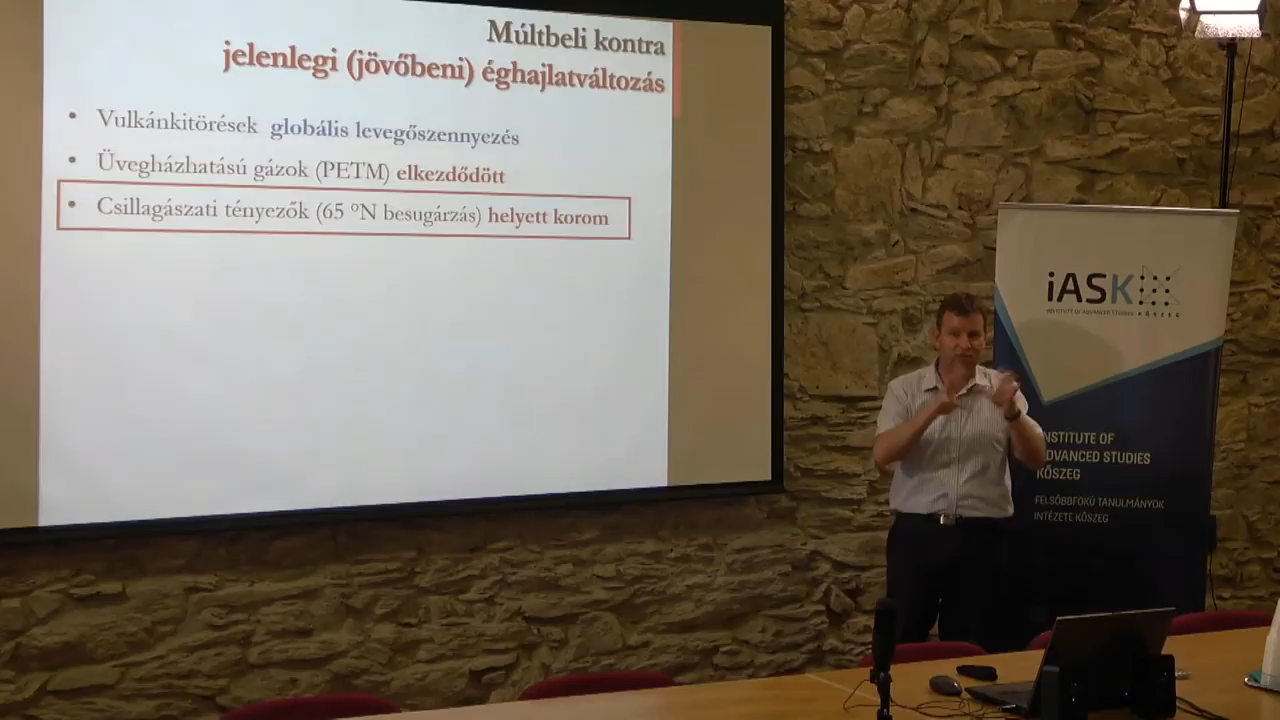 Múltbeli kontra
jelenlegi (jövőbeni) éghajlatváltozás
• Vulkánkitörések globális levegőszennyezés
• Üvegházhatású gázok (PETM) elkezdődött
• Csillagászati tényezők (65 °N besugárzás) helyett korom
iASK
INSTITUTE OF ADVANCED STUDIES KŐSZEG
NSTITUTE OF
DVANCED STUDIES
KŐSZEG
FELSŐBBFOKÚ TANULMÁNYOK
INTÉZETE KŐSZEG